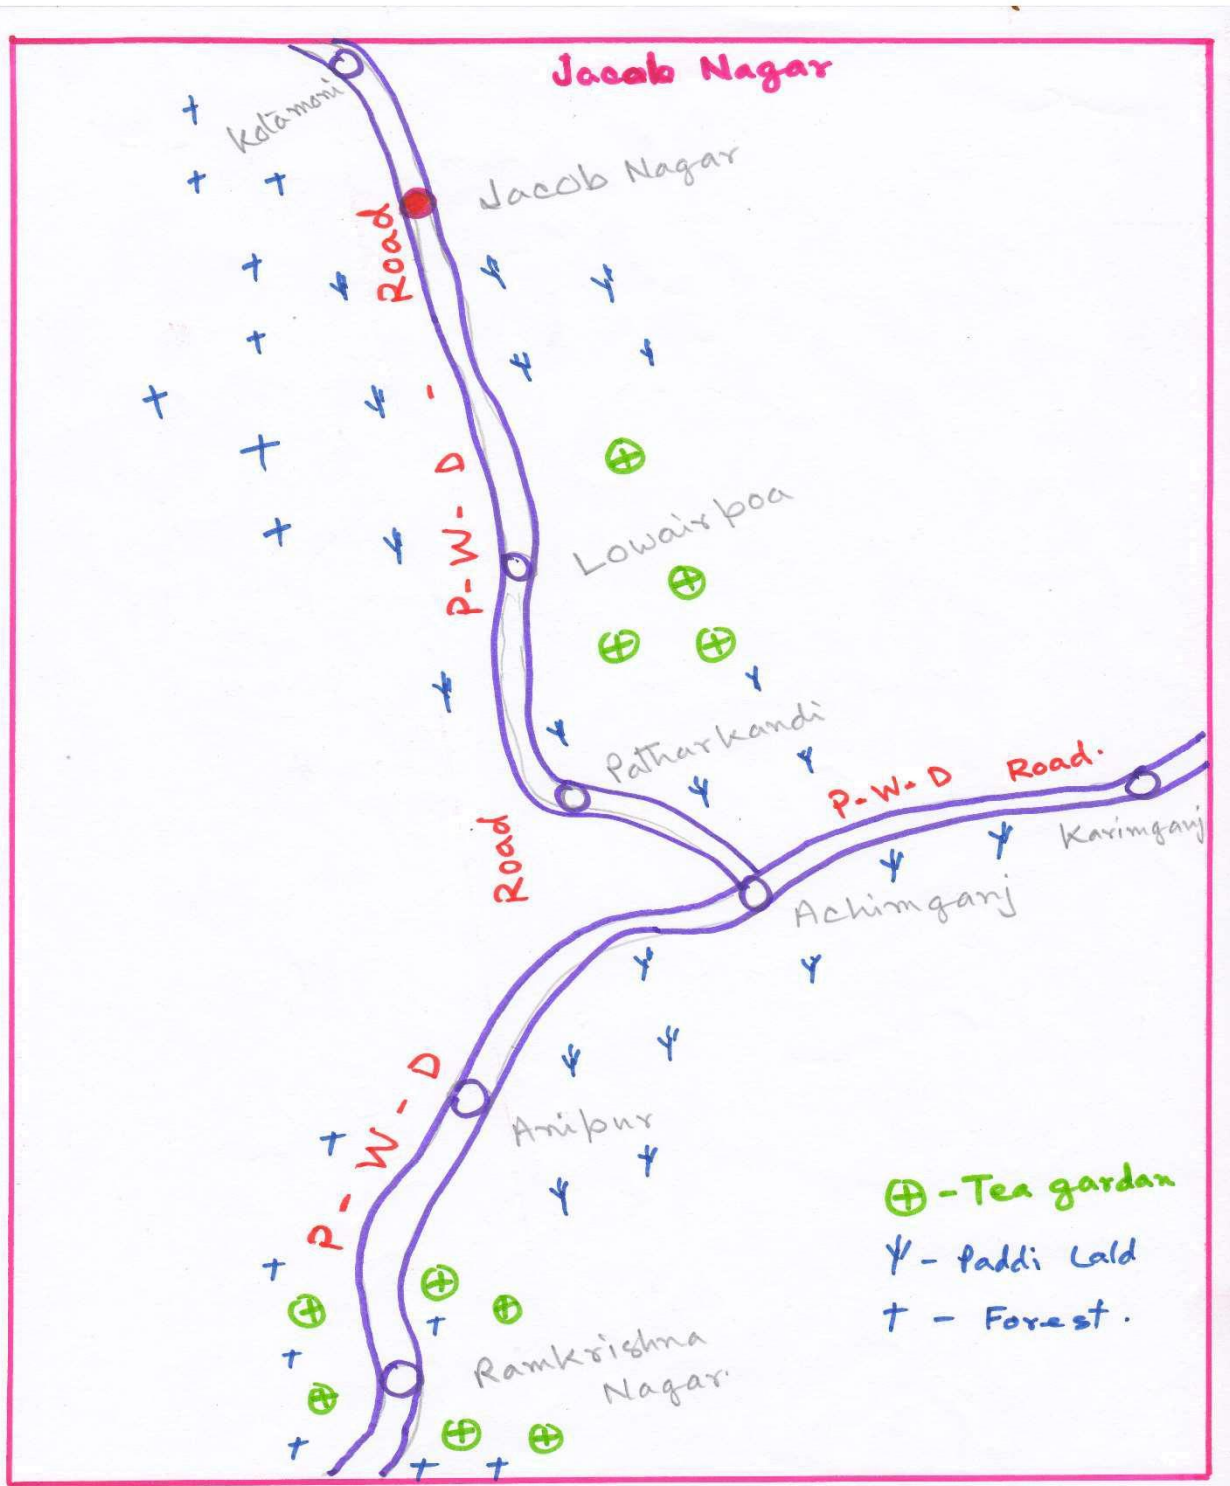 Jacob Nagar
Kotamoni
Jacob Nagar
P-W-D - Road
Lowairpoa
Patharkandi
P-W-D Road.
Karimganj
Road
Achimganj
P-W-D
Anipur
Ramkrishna
Nagar.
⊕ - Tea gardan
Ψ - Paddi Lald
† - Forest.